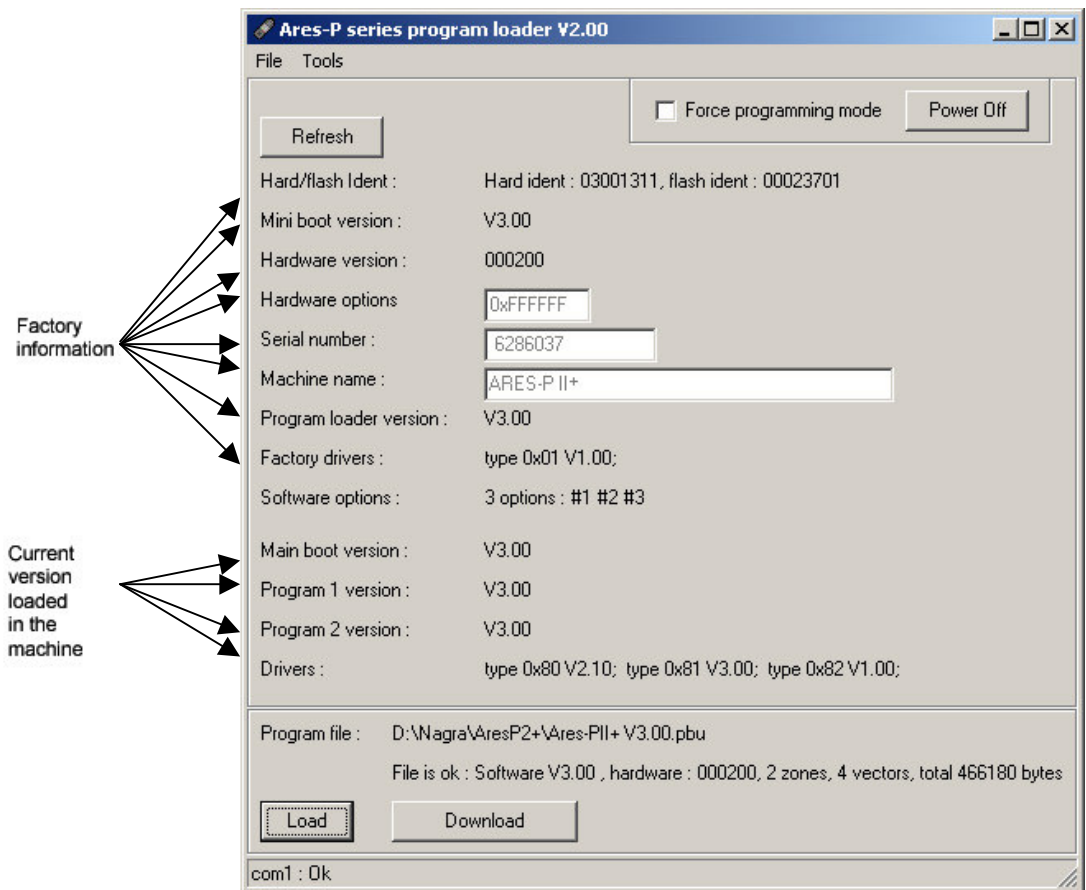 Ares-P series program loader V2.00
File Tools
Force programming mode Power Off
Refresh
Hard/flash Ident : Hard ident : 03001311, flash ident : 00023701
Mini boot version : V3.00
Hardware version : 000200
Hardware options 0xFFFFFF
Factory
information
Serial number : 6286037
Machine name : ARES-P II+
Program loader version : V3.00
Factory drivers : type 0x01 V1.00;
Software options : 3 options : #1 #2 #3
Current
version
loaded
in the
machine
Main boot version : V3.00
Program 1 version : V3.00
Program 2 version : V3.00
Drivers : type 0x80 V2.10; type 0x81 V3.00; type 0x82 V1.00;
Program file : D:\Nagra\AresP2+\Ares-PII+ V3.00.pbu
File is ok : Software V3.00 , hardware : 000200, 2 zones, 4 vectors, total 466180 bytes
Load Download
com1 : Ok